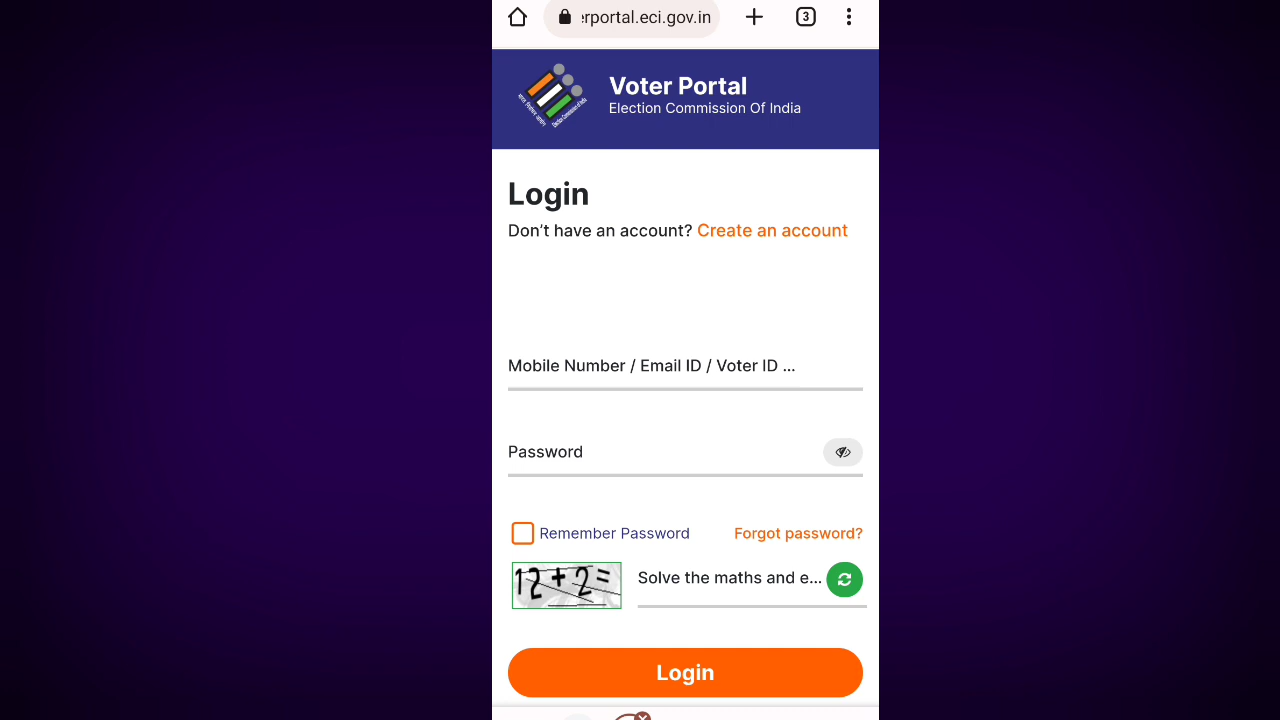 erportal.eci.gov.in
3
Voter Portal
Election Commission Of India
Login
Don't have an account? Create an account
Mobile Number / Email ID / Voter ID ...
Password
Remember Password
Forgot password?
12+2=
Solve the maths and e...
Login